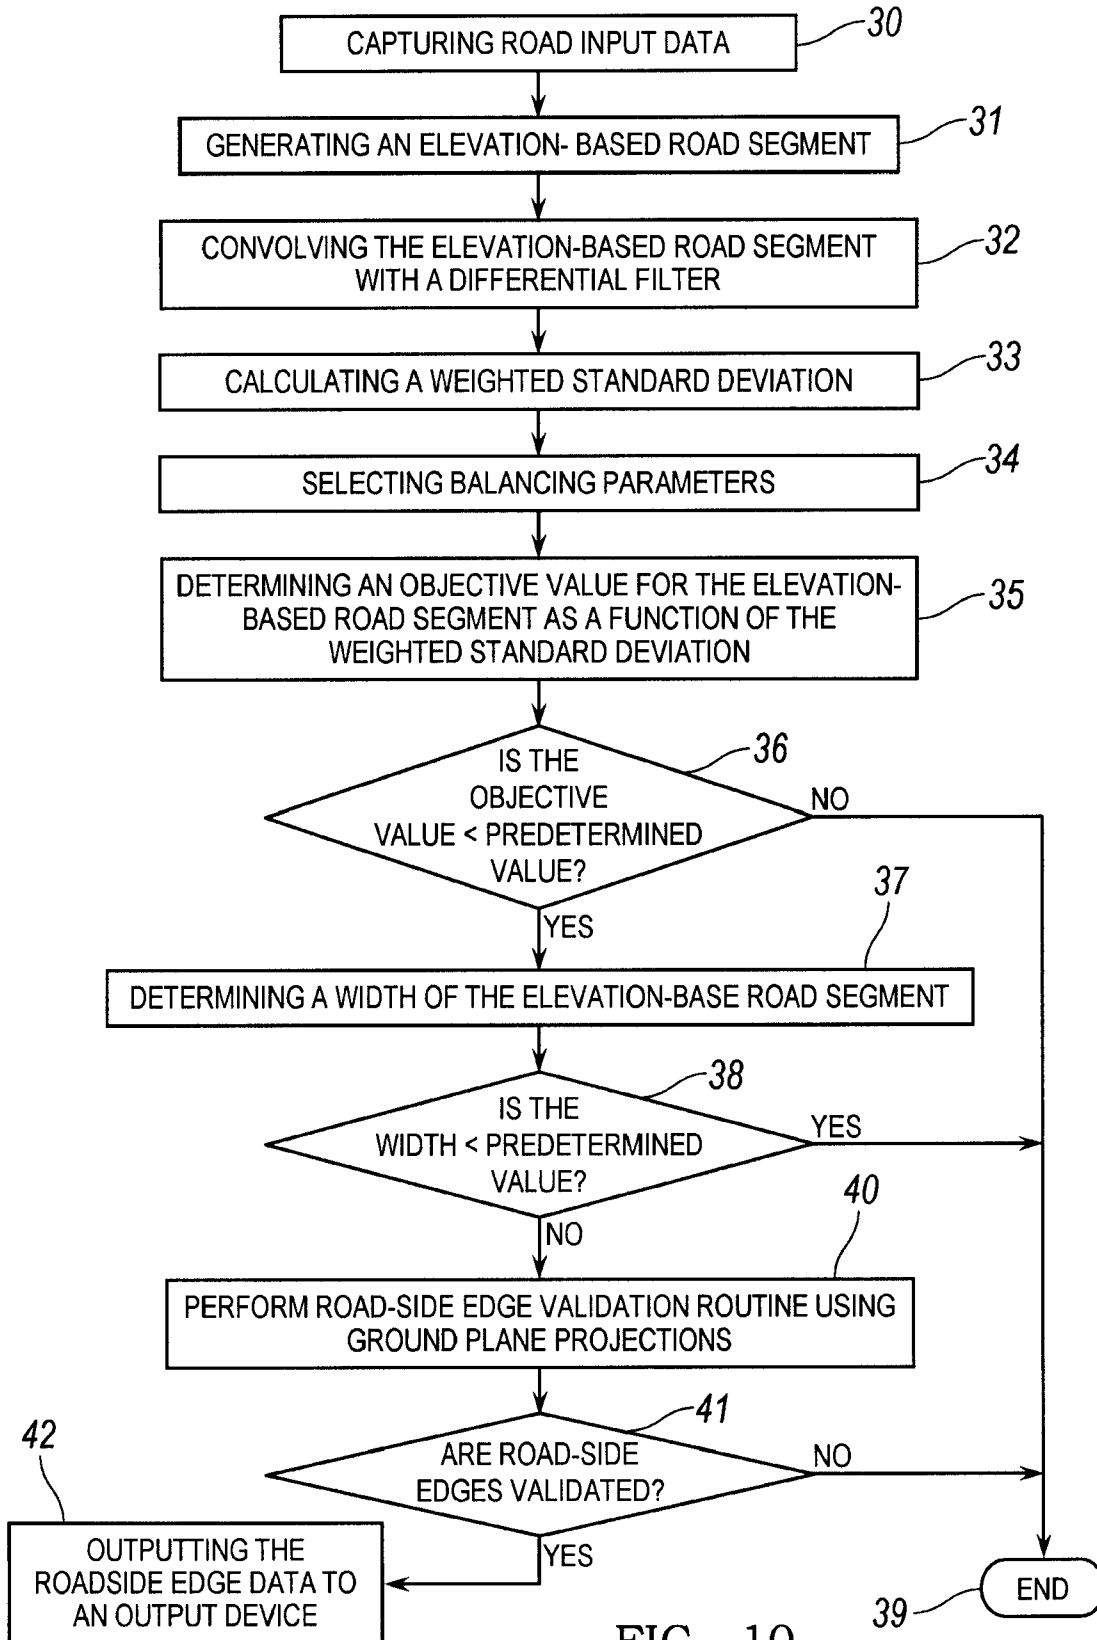 CAPTURING ROAD INPUT DATA
30
GENERATING AN ELEVATION- BASED ROAD SEGMENT
31
CONVOLVING THE ELEVATION-BASED ROAD SEGMENT
WITH A DIFFERENTIAL FILTER
32
CALCULATING A WEIGHTED STANDARD DEVIATION
33
SELECTING BALANCING PARAMETERS
34
DETERMINING AN OBJECTIVE VALUE FOR THE ELEVATION-
BASED ROAD SEGMENT AS A FUNCTION OF THE
WEIGHTED STANDARD DEVIATION
35
IS THE
OBJECTIVE
VALUE < PREDETERMINED
VALUE?
36
NO
YES
37
DETERMINING A WIDTH OF THE ELEVATION-BASE ROAD SEGMENT
IS THE
WIDTH < PREDETERMINED
VALUE?
38
YES
NO
40
PERFORM ROAD-SIDE EDGE VALIDATION ROUTINE USING
GROUND PLANE PROJECTIONS
ARE ROAD-SIDE
EDGES VALIDATED?
41
NO
YES
42
OUTPUTTING THE
ROADSIDE EDGE DATA TO
AN OUTPUT DEVICE
END
39
FIG. 10